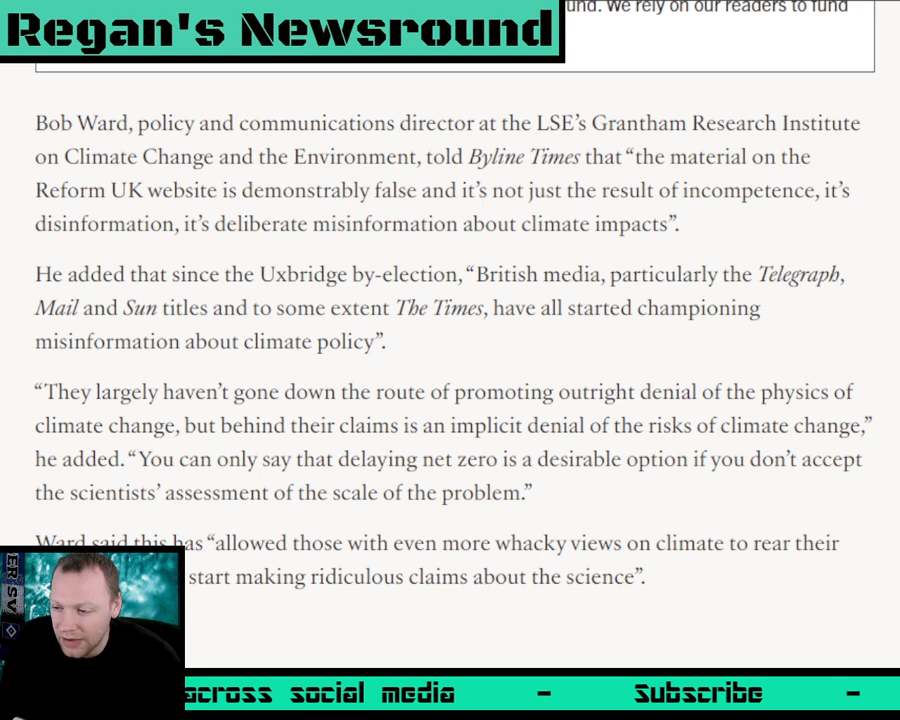 Regan's Newsround
und. We rely on our readers to fund
Bob Ward, policy and communications director at the LSE’s Grantham Research Institute
on Climate Change and the Environment, told Byline Times that “the material on the
Reform UK website is demonstrably false and it’s not just the result of incompetence, it’s
disinformation, it’s deliberate misinformation about climate impacts”.
He added that since the Uxbridge by-election, “British media, particularly the Telegraph,
Mail and Sun titles and to some extent The Times, have all started championing
misinformation about climate policy”.
“They largely haven’t gone down the route of promoting outright denial of the physics of
climate change, but behind their claims is an implicit denial of the risks of climate change,”
he added. “You can only say that delaying net zero is a desirable option if you don’t accept
the scientists’ assessment of the scale of the problem.”
Ward said this has “allowed those with even more whacky views on climate to rear their
start making ridiculous claims about the science”.
ER SV
across social media - Subscribe -